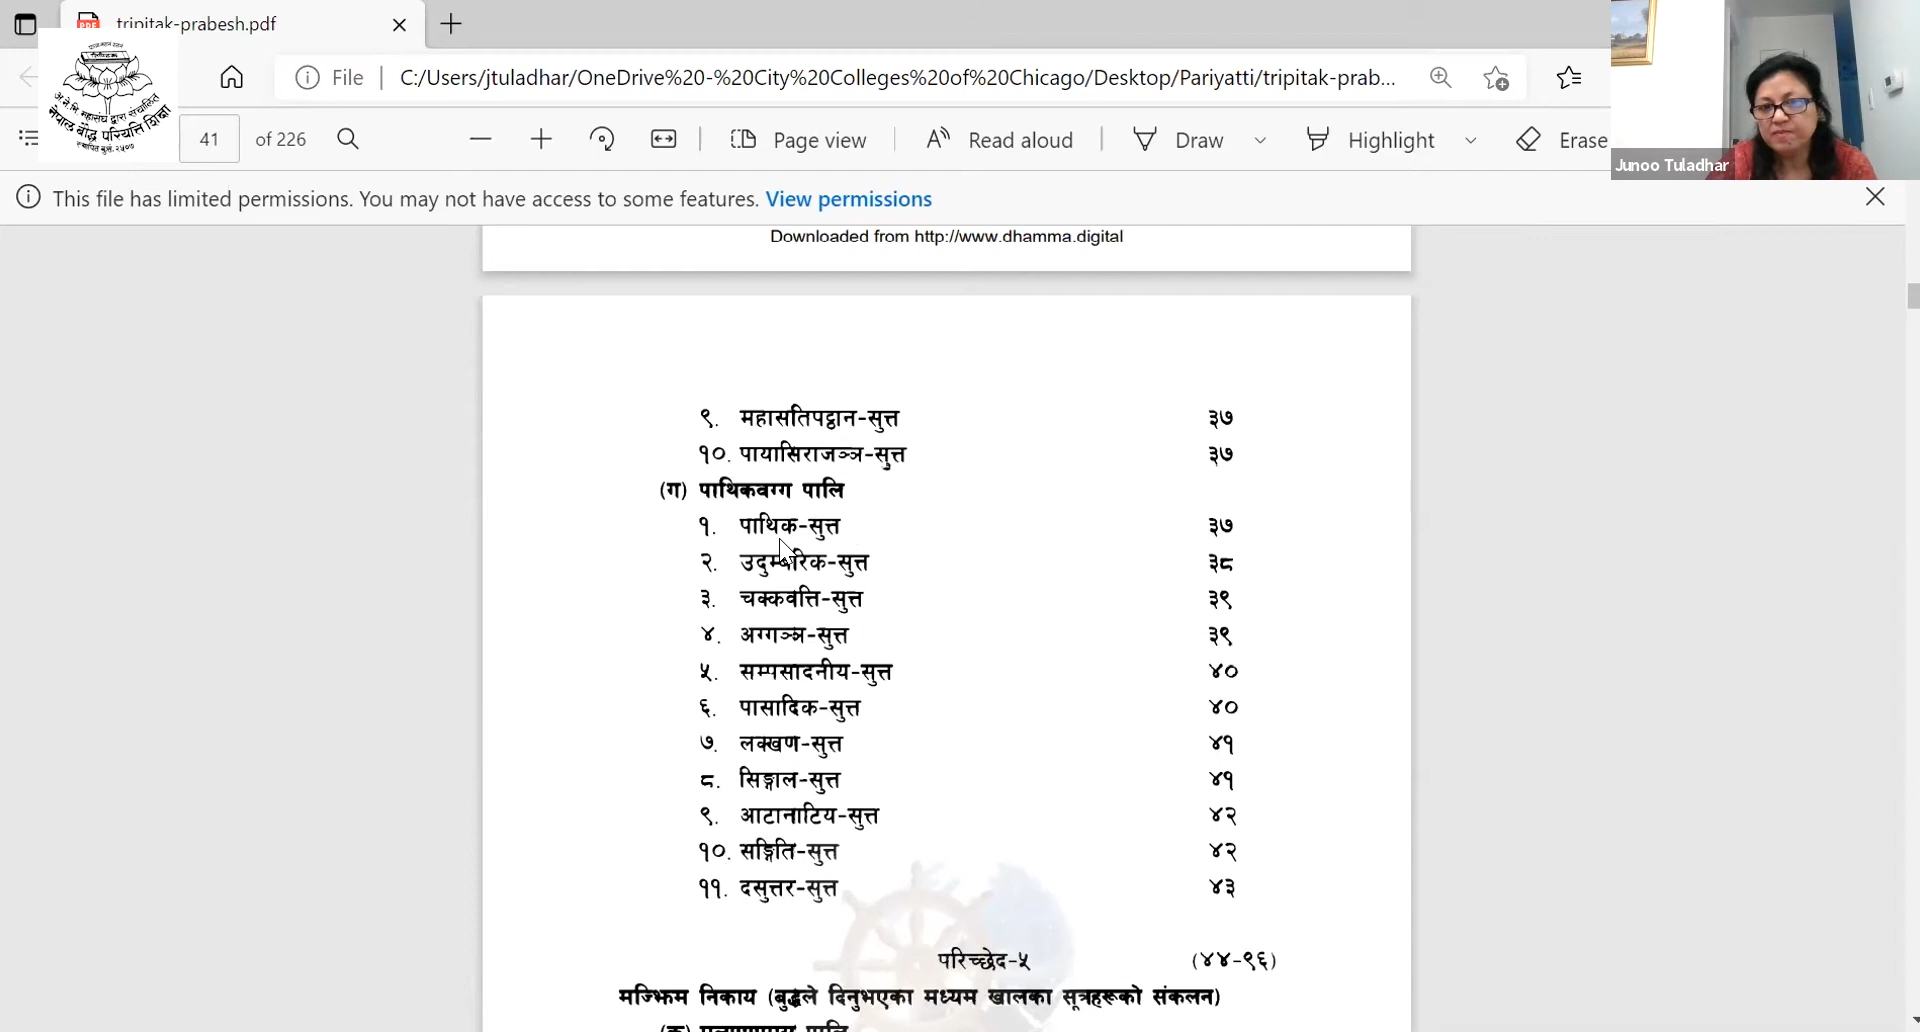 tripitak-prabesh.pdf
File
C:/Users/jtuladhar/OneDrive%20-%20City%20Colleges%20of%20Chicago/Desktop/Pariyatti/tripitak-prab...
41 of 226
Page view
Read aloud
Draw
Highlight
Erase
अ.ने.भि. महासंघ द्वारा संचालित
नेपाल बौद्ध परियत्ति शिक्षा
Junoo Tuladhar
This file has limited permissions. You may not have access to some features. View permissions
Downloaded from http://www.dhamma.digital
९. महासतिपट्ठान-सुत्त ३७
१०. पायासिराजञ्ञ-सुत्त ३७
(ग) पाथिकवग्ग पालि
१. पाथिक-सुत्त ३७
२. उदुम्बरिक-सुत्त ३८
३. चक्कवत्ति-सुत्त ३९
४. अग्गञ्ञ-सुत्त ३९
५. सम्पसादनीय-सुत्त ४०
६. पासादिक-सुत्त ४०
७. लक्खण-सुत्त ४१
८. सिङ्गाल-सुत्त ४१
९. आटानाटिय-सुत्त ४२
१०. सङ्गिति-सुत्त ४२
११. दसुत्तर-सुत्त ४३
परिच्छेद-५ (४४-९६)
मज्झिम निकाय (बुद्धले दिनुभएका मध्यम खालका सूत्रहरूको संकलन)